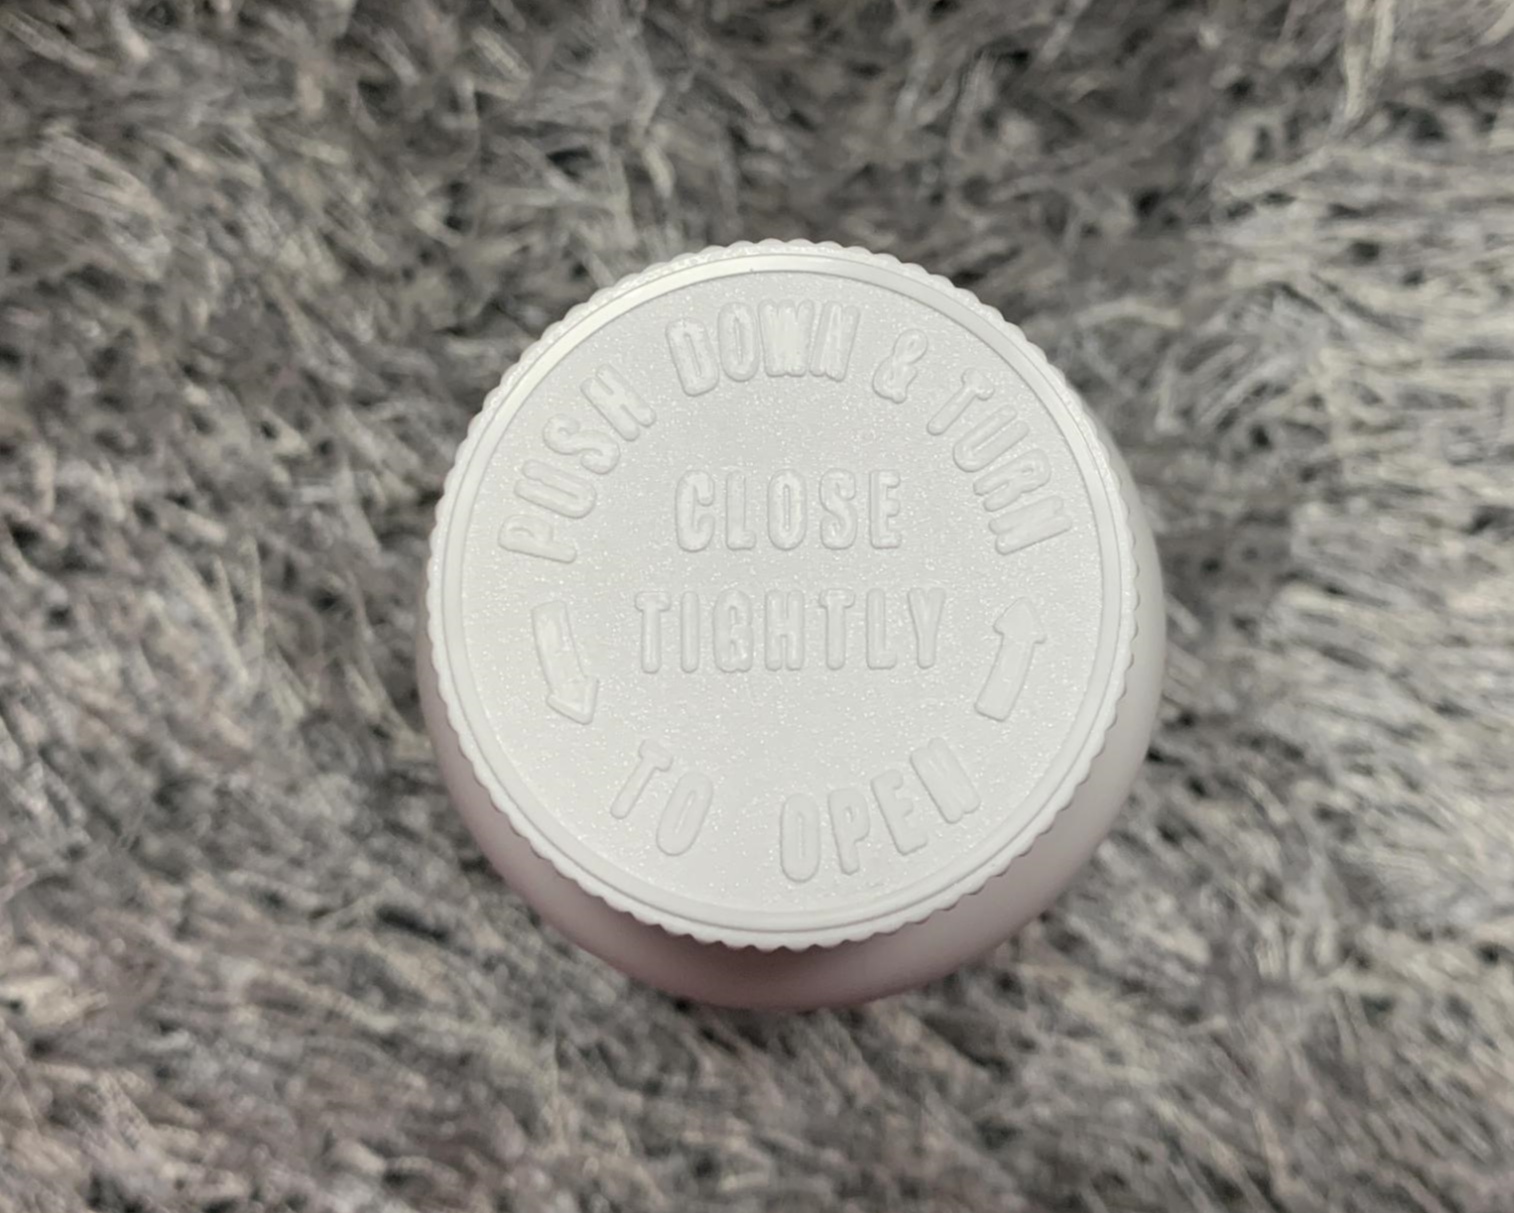 PUSH DOWN & TURN
CLOSE
TIGHTLY
TO OPEN